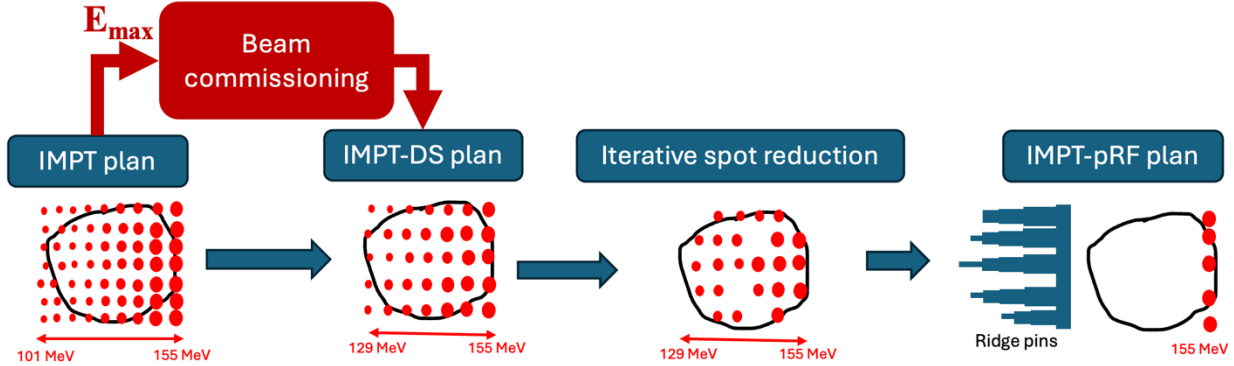 E_max
Beam
commissioning
IMPT plan
IMPT-DS plan
Iterative spot reduction
IMPT-pRF plan
Ridge pins
101 MeV
155 MeV
129 MeV
155 MeV
129 MeV
155 MeV
155 MeV